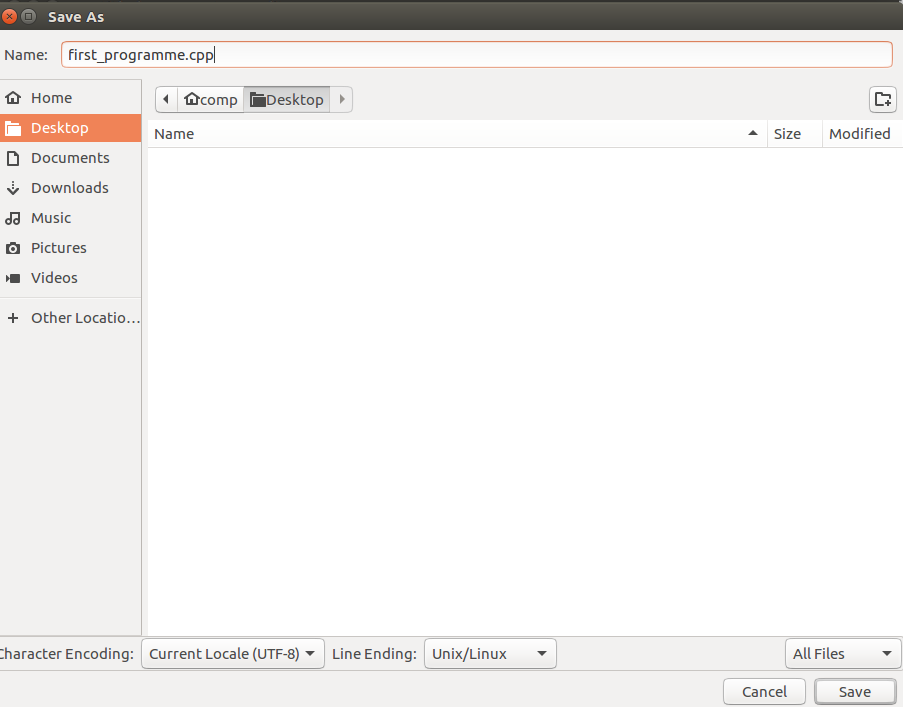 Save As
Name: first_programme.cpp
Home
Desktop
Documents
Downloads
Music
Pictures
Videos
Other Locatio...
comp Desktop
Name Size Modified
Character Encoding: Current Locale (UTF-8) Line Ending: Unix/Linux All Files
Cancel Save